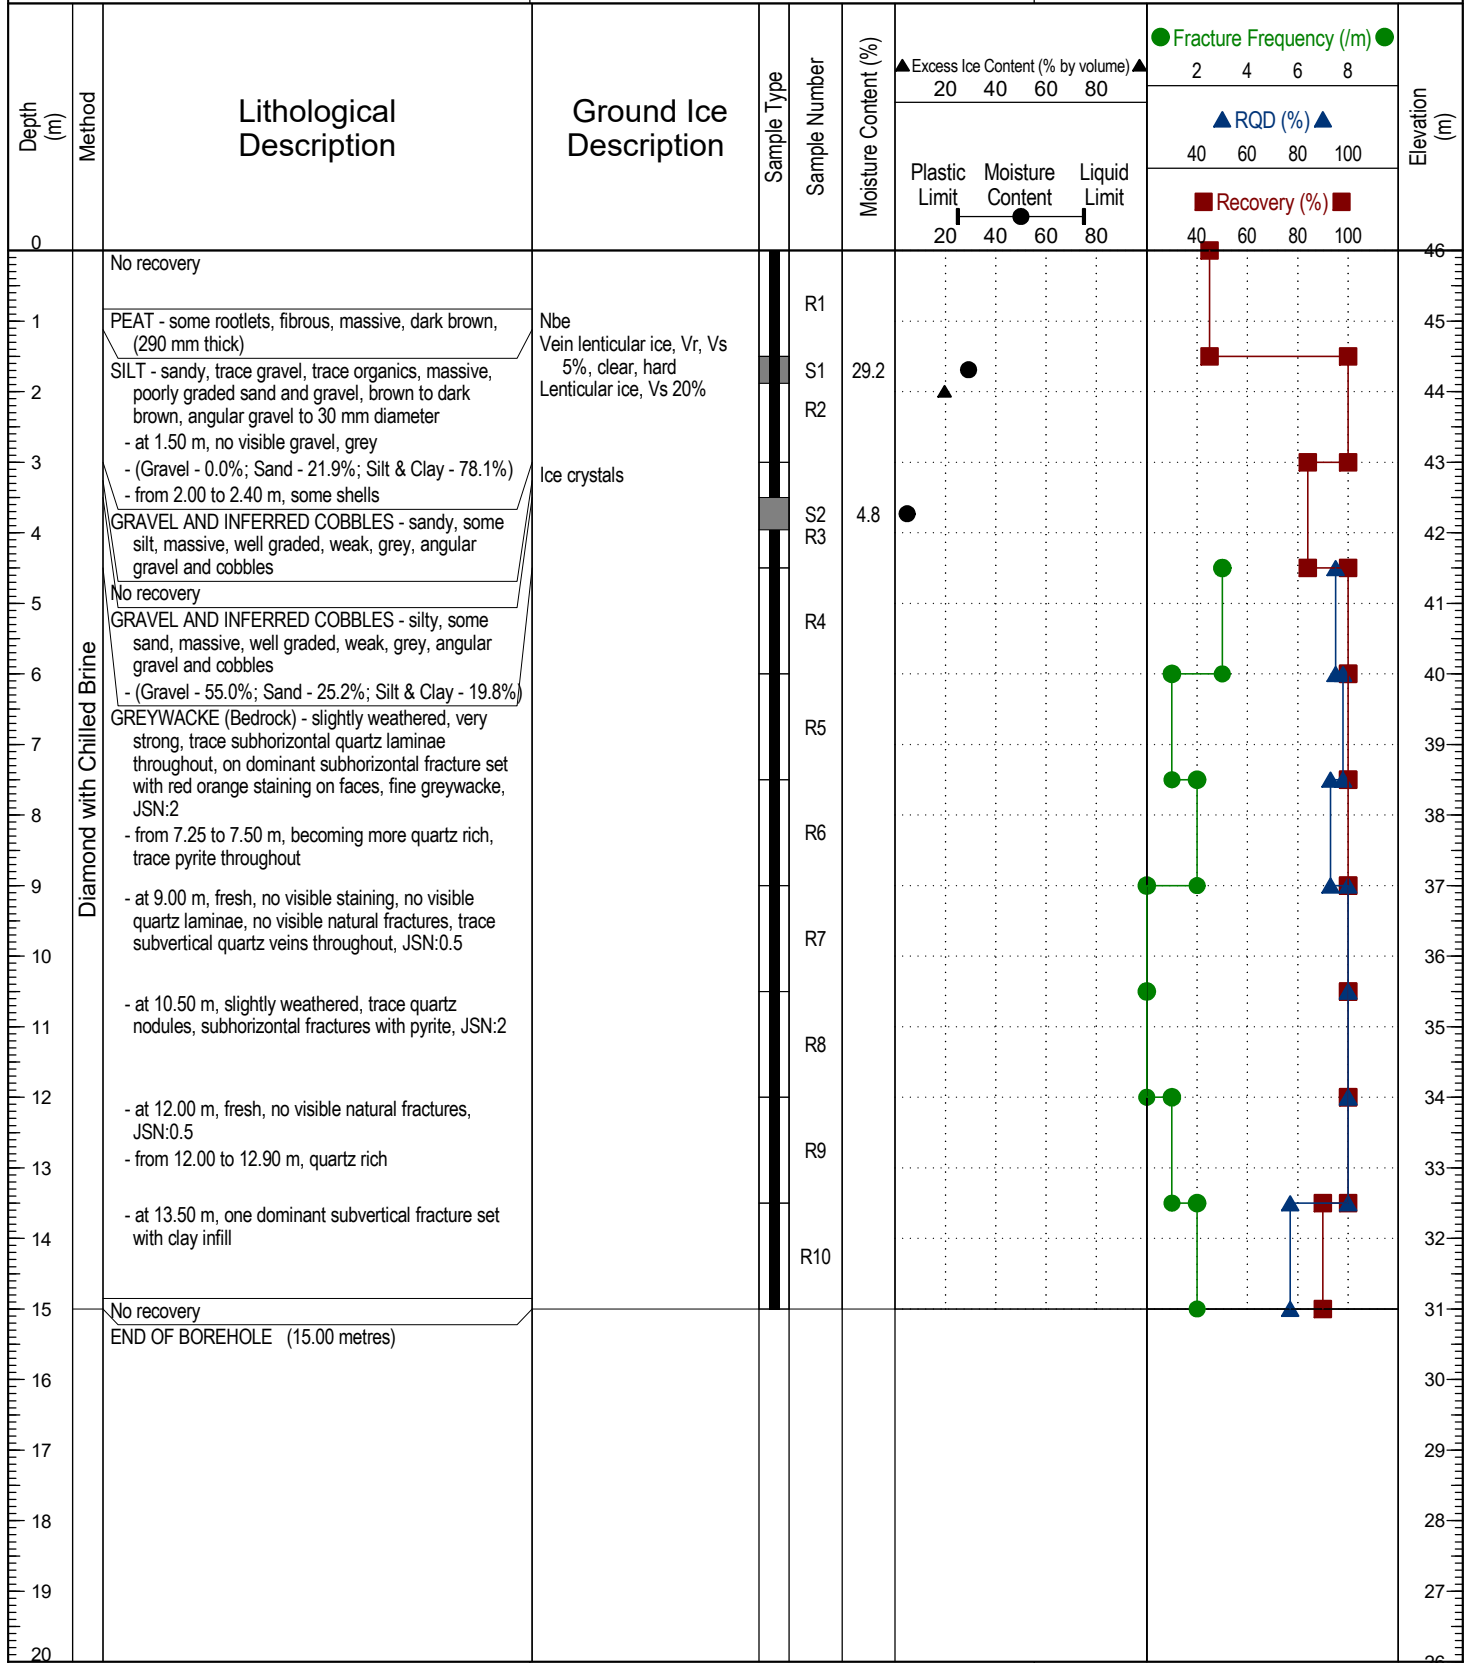 Depth
(m)
Method
Lithological
Description
Ground Ice
Description
Sample Type
Sample Number
Moisture Content (%)
Excess Ice Content (% by volume)
20 40 60 80
Plastic
Limit
Moisture
Content
Liquid
Limit
20 40 60 80
Fracture Frequency (/m)
2 4 6 8
RQD (%)
40 60 80 100
Recovery (%)
40 60 80 100
Elevation
(m)
0
46
No recovery
R1
1
PEAT - some rootlets, fibrous, massive, dark brown,
(290 mm thick)
Nbe
Vein lenticular ice, Vr, Vs
5%, clear, hard
Lenticular ice, Vs 20%
45
SILT - sandy, trace gravel, trace organics, massive,
poorly graded sand and gravel, brown to dark
brown, angular gravel to 30 mm diameter
S1
29.2
2
R2
44
- at 1.50 m, no visible gravel, grey
- (Gravel - 0.0%; Sand - 21.9%; Silt & Clay - 78.1%)
- from 2.00 to 2.40 m, some shells
3
Ice crystals
43
GRAVEL AND INFERRED COBBLES - sandy, some
silt, massive, well graded, weak, grey, angular
gravel and cobbles
S2
4.8
4
R3
42
No recovery
5
41
GRAVEL AND INFERRED COBBLES - silty, some
sand, massive, well graded, weak, grey, angular
gravel and cobbles
- (Gravel - 55.0%; Sand - 25.2%; Silt & Clay - 19.8%)
R4
6
40
Diamond with Chilled Brine
GREYWACKE (Bedrock) - slightly weathered, very
strong, trace subhorizontal quartz laminae
throughout, on dominant subhorizontal fracture set
with red orange staining on faces, fine greywacke,
JSN:2
R5
7
39
8
38
- from 7.25 to 7.50 m, becoming more quartz rich,
trace pyrite throughout
R6
9
37
- at 9.00 m, fresh, no visible staining, no visible
quartz laminae, no visible natural fractures, trace
subvertical quartz veins throughout, JSN:0.5
R7
10
36
- at 10.50 m, slightly weathered, trace quartz
nodules, subhorizontal fractures with pyrite, JSN:2
11
R8
35
12
34
- at 12.00 m, fresh, no visible natural fractures,
JSN:0.5
- from 12.00 to 12.90 m, quartz rich
R9
13
33
- at 13.50 m, one dominant subvertical fracture set
with clay infill
14
R10
32
15
No recovery
31
END OF BOREHOLE (15.00 metres)
16
30
17
29
18
28
19
27
20
26